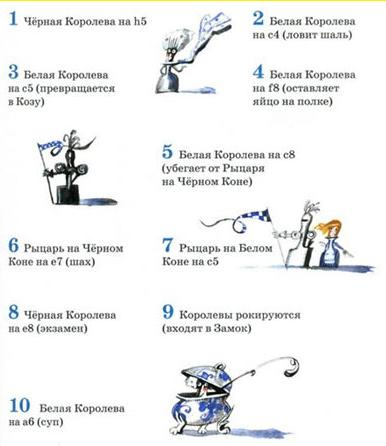 1 Чёрная Королева на h5
2 Белая Королева
на c4 (ловит шаль)
3 Белая Королева
на c5 (превращается
в Козу)
4 Белая Королева
на f8 (оставляет
яйцо на полке)
5 Белая Королева на c8
(убегает от Рыцаря
на Чёрном Коне)
6 Рыцарь на Чёрном
Коне на e7 (шах)
7 Рыцарь на Белом
Коне на c5
8 Чёрная Королева
на e8 (экзамен)
9 Королевы рокируются
(входят в Замок)
10 Белая Королева
на a6 (суп)